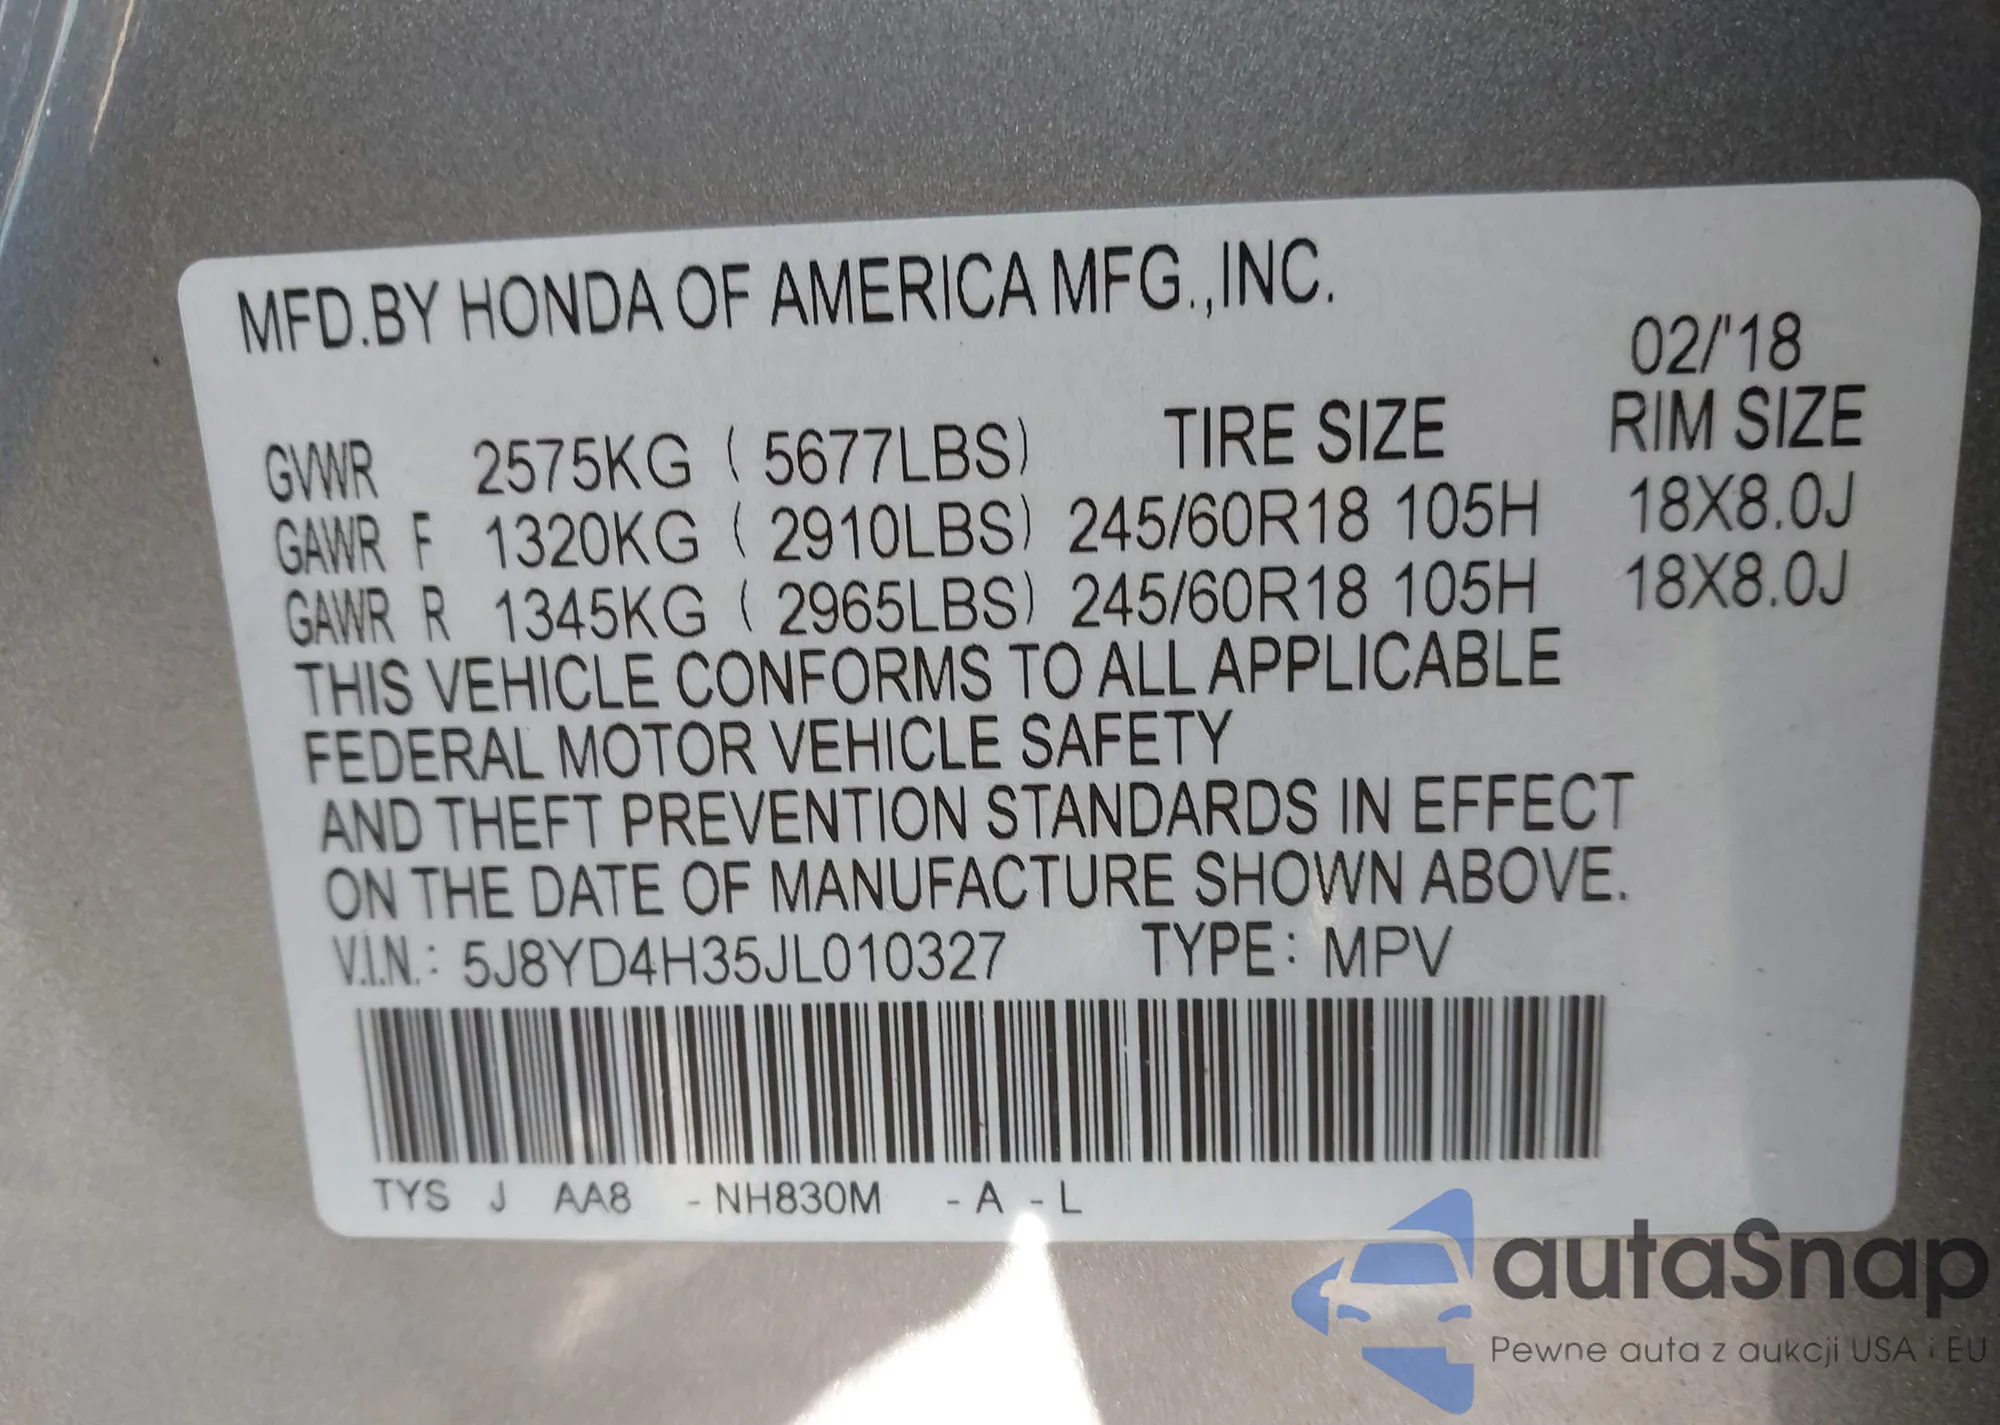 MFD.BY HONDA OF AMERICA MFG.,INC.
02/'18
GVWR 2575KG ( 5677LBS) TIRE SIZE RIM SIZE
GAWR F 1320KG ( 2910LBS) 245/60R18 105H 18X8.0J
GAWR R 1345KG ( 2965LBS) 245/60R18 105H 18X8.0J
THIS VEHICLE CONFORMS TO ALL APPLICABLE
FEDERAL MOTOR VEHICLE SAFETY
AND THEFT PREVENTION STANDARDS IN EFFECT
ON THE DATE OF MANUFACTURE SHOWN ABOVE.
V.I.N.: 5J8YD4H35JL010327 TYPE: MPV
TYS J AA8 - NH830M - A - L
autaSnap
Pewne auta z aukcji USA i EU